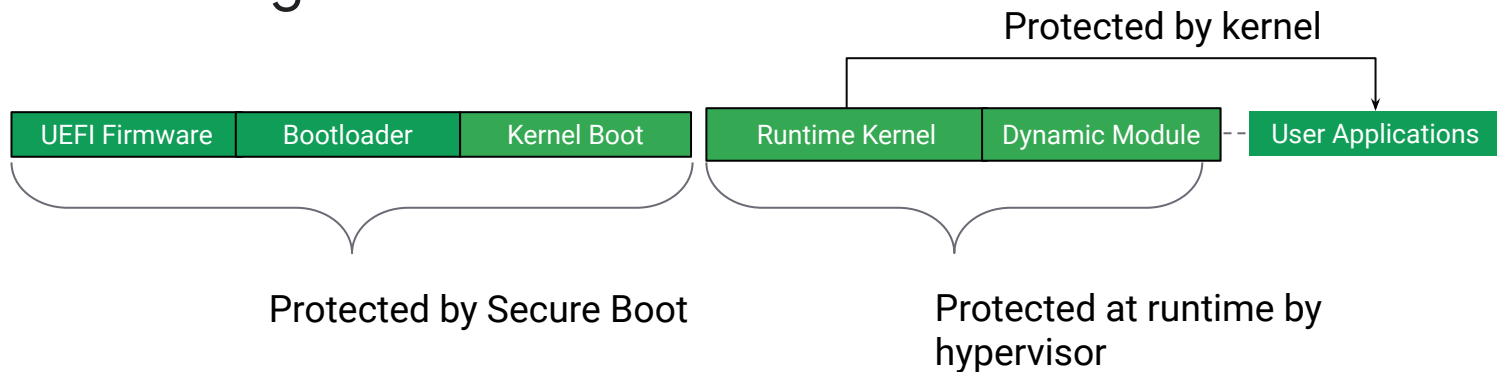 Protected by kernel
UEFI Firmware
Bootloader
Kernel Boot
Runtime Kernel
Dynamic Module
User Applications
Protected by Secure Boot
Protected at runtime by
hypervisor